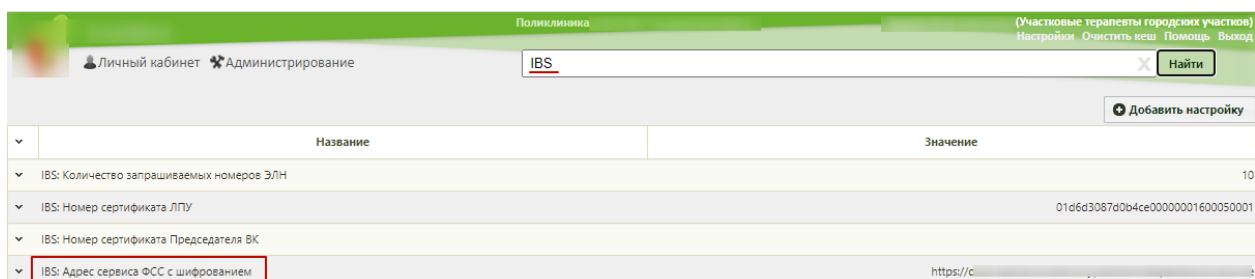 Поликлиника
(Участковые терапевты городских участков)
Настройки Очистить кеш Помощь Выход
Личный кабинет Администрирование IBS X Найти
Добавить настройку
Название Значение
IBS: Количество запрашиваемых номеров ЭЛН 10
IBS: Номер сертификата ЛПУ 01d6d3087d0b4ce00000001600050001
IBS: Номер сертификата Председателя ВК
IBS: Адрес сервиса ФСС с шифрованием https://